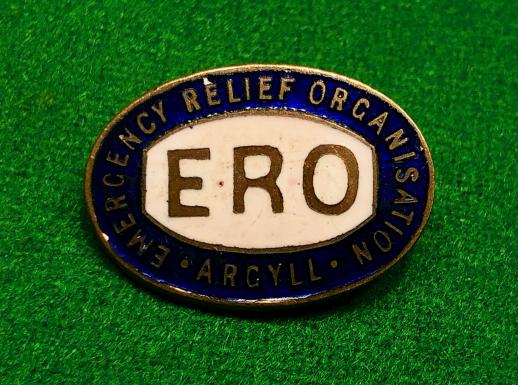 EMERGENCY RELIEF ORGANISATION
ERO
• ARGYLL •